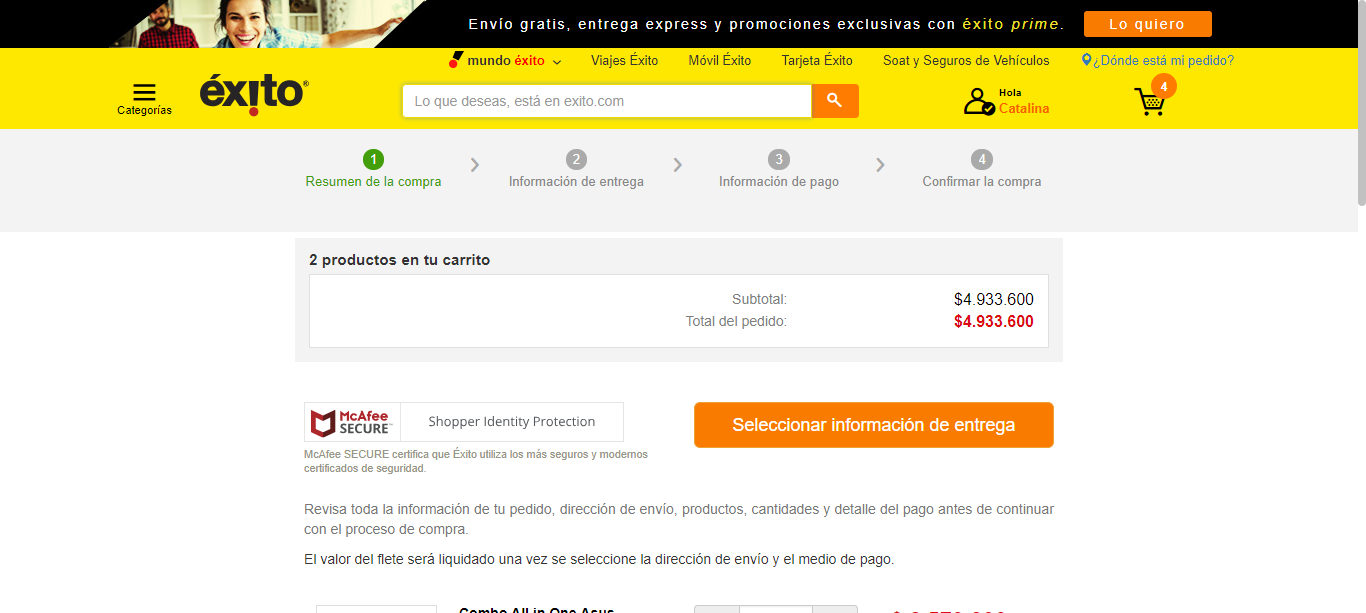 Envío gratis, entrega express y promociones exclusivas con éxito prime. Lo quiero
mundo éxito Viajes Éxito Móvil Éxito Tarjeta Éxito Soat y Seguros de Vehículos ¿Dónde está mi pedido?
Categorías éxito® Lo que deseas, está en exito.com Hola Catalina 4
1 2 3 4
Resumen de la compra Información de entrega Información de pago Confirmar la compra
2 productos en tu carrito
Subtotal: $4.933.600
Total del pedido: $4.933.600
McAfee SECURE™ Shopper Identity Protection Seleccionar información de entrega
McAfee SECURE certifica que Éxito utiliza los más seguros y modernos
certificados de seguridad.
Revisa toda la información de tu pedido, dirección de envío, productos, cantidades y detalle del pago antes de continuar
con el proceso de compra.
El valor del flete será liquidado una vez se seleccione la dirección de envío y el medio de pago.
Combo All in One Asus